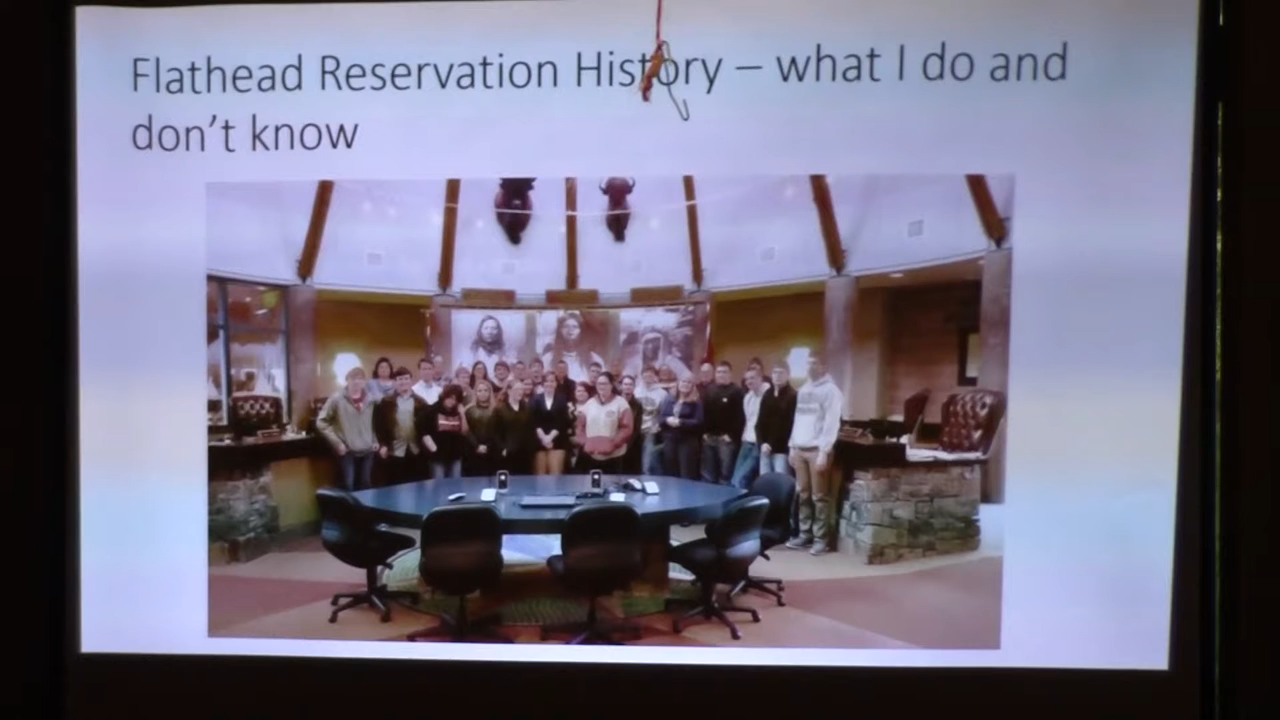 Flathead Reservation History – what I do and
don’t know